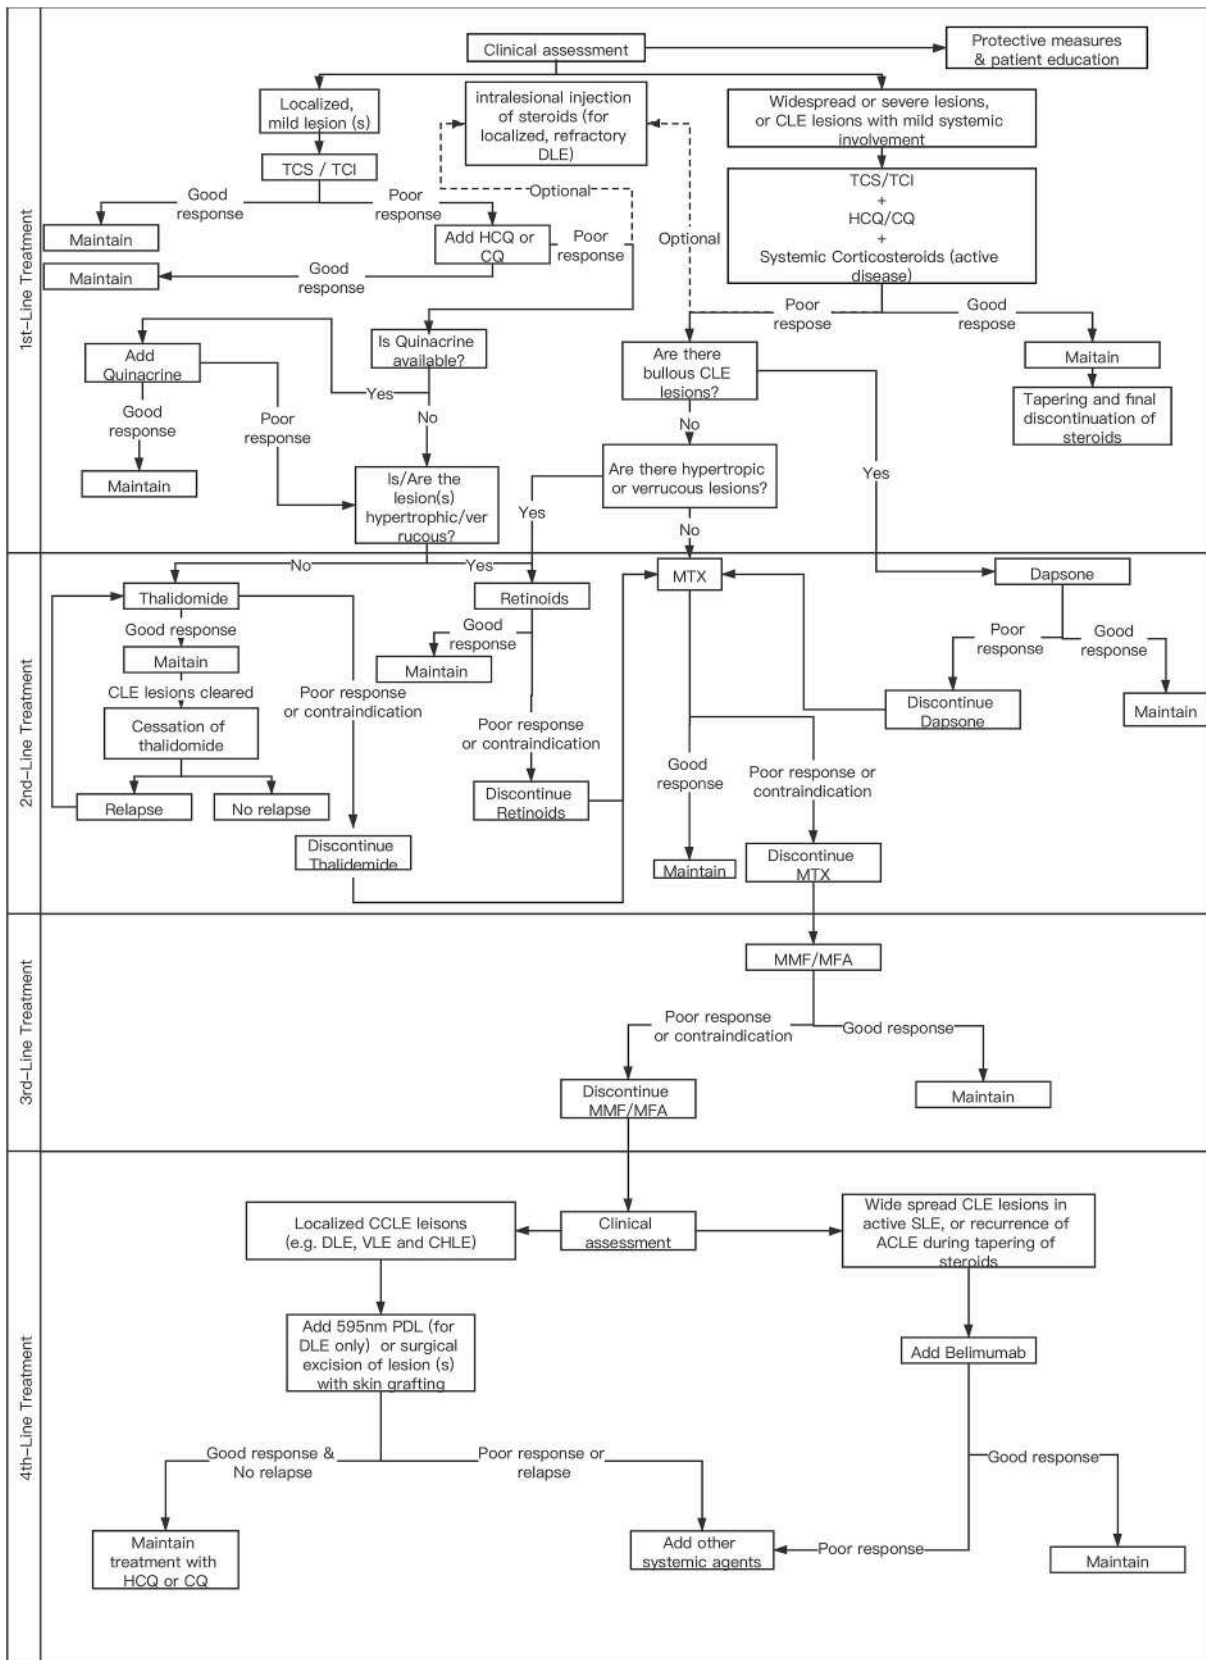 1st-Line Treatment
Clinical assessment
Protective measures
& patient education
Localized,
mild lesion (s)
intralesional injection
of steroids (for
localized, refractory
DLE)
Widespread or severe lesions,
or CLE lesions with mild systemic
involvement
TCS / TCI
TCS/TCI
+
HCQ/CQ
+
Systemic Corticosteroids (active
disease)
Good
response
Poor
response
Optional
Optional
Maintain
Add HCQ or
CQ
Poor
response
Maintain
Good
response
Poor
respose
Good
respose
Is Quinacrine
available?
Add
Quinacrine
Are there
bullous CLE
lesions?
Maitain
Yes
Good
response
Poor
response
No
No
Tapering and final
discontinuation of
steroids
Maintain
Is/Are the
lesion(s)
hypertrophic/ver
rucous?
Are there hypertropic
or verrucous lesions?
Yes
Yes
No
2nd-Line Treatment
No
Yes
Thalidomide
Retinoids
MTX
Dapsone
Good response
Good
response
Poor
response
Good
response
Maitain
Maintain
CLE lesions cleared
Poor response
or contraindication
Discontinue
Dapsone
Maintain
Cessation of
thalidomide
Poor response
or contraindication
Good
response
Poor response or
contraindication
Relapse
No relapse
Discontinue
Retinoids
Discontinue
Thalidemide
Maintain
Discontinue
MTX
3rd-Line Treatment
MMF/MFA
Poor response
or contraindication
Good response
Discontinue
MMF/MFA
Maintain
4th-Line Treatment
Localized CCLE leisons
(e.g. DLE, VLE and CHLE)
Clinical
assessment
Wide spread CLE lesions in
active SLE, or recurrence of
ACLE during tapering of
steroids
Add 595nm PDL (for
DLE only) or surgical
excision of lesion (s)
with skin grafting
Add Belimumab
Good response &
No relapse
Poor response or
relapse
Good response
Maintain
treatment with
HCQ or CQ
Add other
systemic agents
Poor response
Maintain